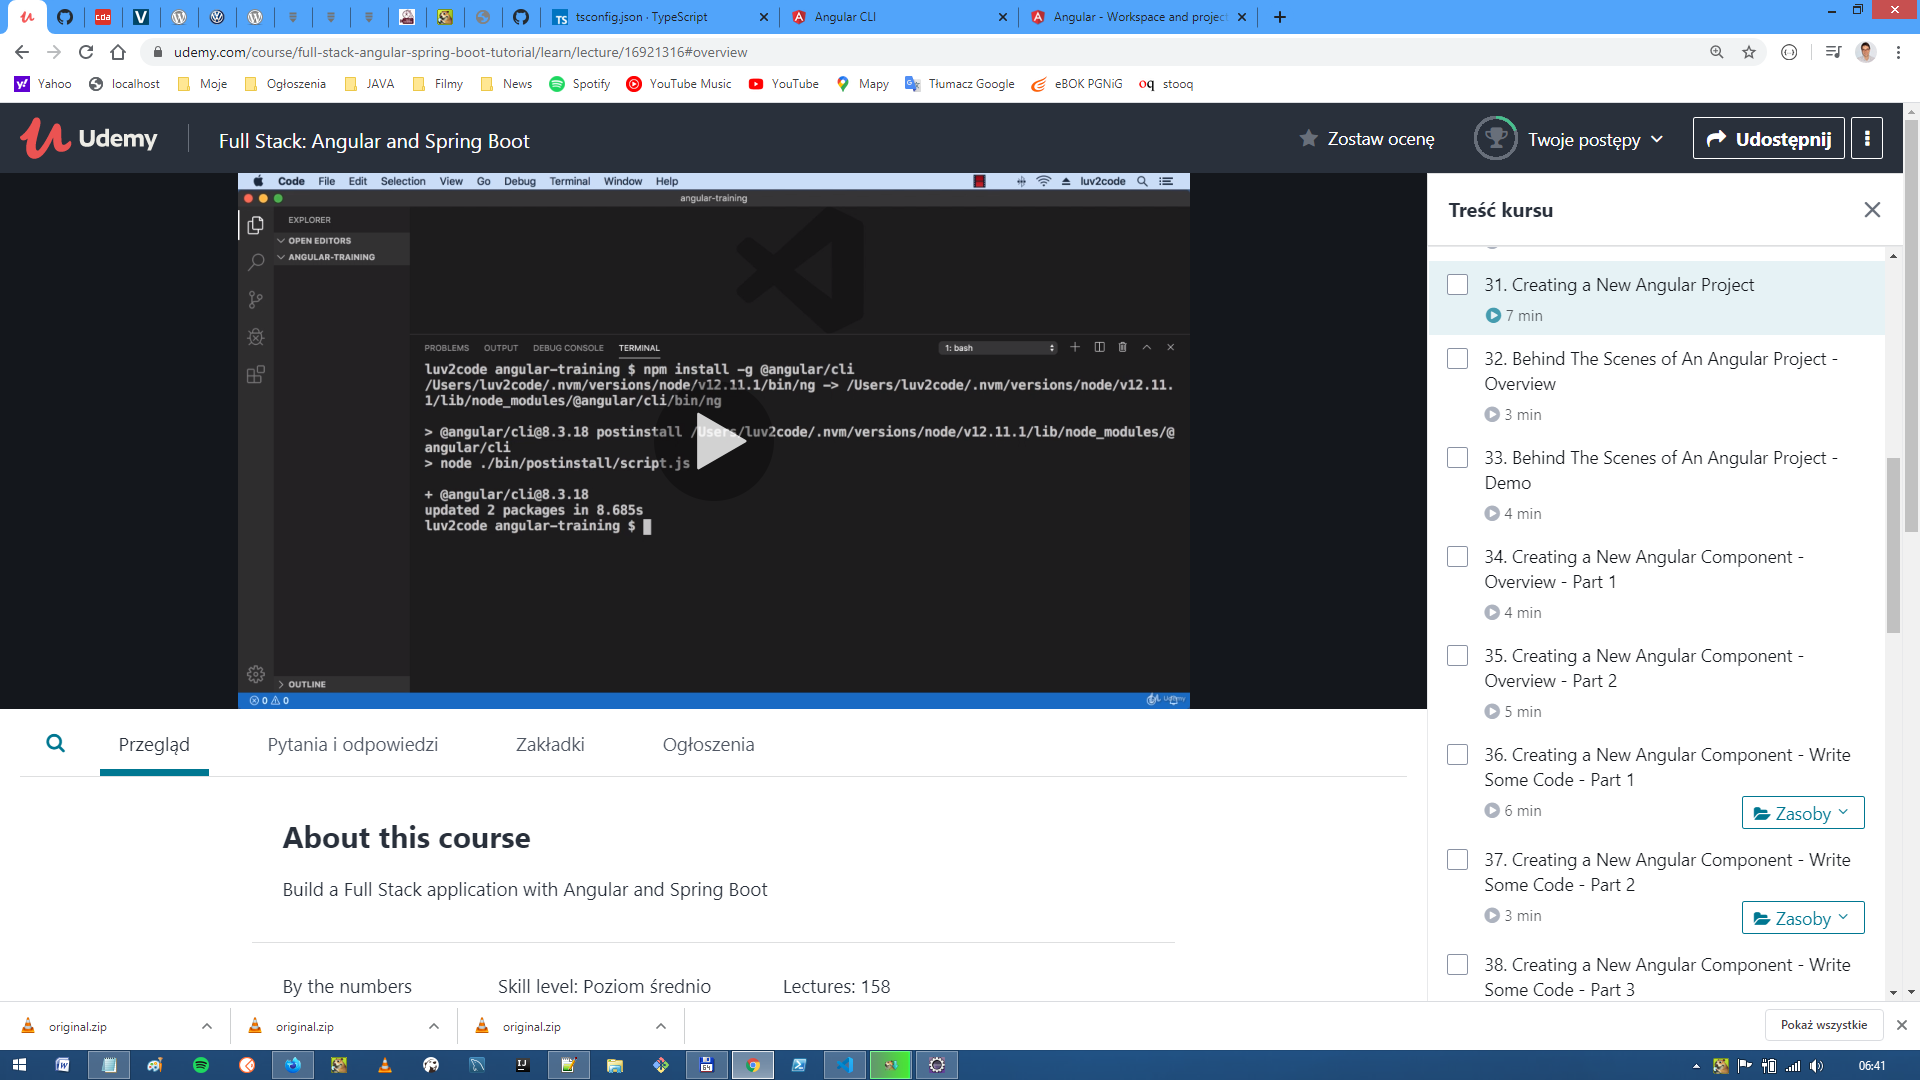 tsconfig.json · TypeScript
Angular CLI
Angular - Workspace and project
udemy.com/course/full-stack-angular-spring-boot-tutorial/learn/lecture/16921316#overview
Yahoo
localhost
Moje
Ogłoszenia
JAVA
Filmy
News
Spotify
YouTube Music
YouTube
Mapy
Tłumacz Google
eBOK PGNiG
stooq
Udemy
Full Stack: Angular and Spring Boot
Zostaw ocenę
Twoje postępy
Udostępnij
Code File Edit Selection View Go Debug Terminal Window Help
luv2code
angular-training
EXPLORER
OPEN EDITORS
ANGULAR-TRAINING
PROBLEMS OUTPUT DEBUG CONSOLE TERMINAL
1: bash
luv2code angular-training $ npm install -g @angular/cli
/Users/luv2code/.nvm/versions/node/v12.11.1/bin/ng -> /Users/luv2code/.nvm/versions/node/v12.11.
1/lib/node_modules/@angular/cli/bin/ng
> @angular/cli@8.3.18 postinstall /Users/luv2code/.nvm/versions/node/v12.11.1/lib/node_modules/@
angular/cli
> node ./bin/postinstall/script.js
+ @angular/cli@8.3.18
updated 2 packages in 8.685s
luv2code angular-training $
OUTLINE
0 0
Treść kursu
31. Creating a New Angular Project
7 min
32. Behind The Scenes of An Angular Project -
Overview
3 min
33. Behind The Scenes of An Angular Project -
Demo
4 min
34. Creating a New Angular Component -
Overview - Part 1
4 min
35. Creating a New Angular Component -
Overview - Part 2
5 min
36. Creating a New Angular Component - Write
Some Code - Part 1
6 min
Zasoby
37. Creating a New Angular Component - Write
Some Code - Part 2
3 min
Zasoby
38. Creating a New Angular Component - Write
Some Code - Part 3
Przegląd
Pytania i odpowiedzi
Zakładki
Ogłoszenia
About this course
Build a Full Stack application with Angular and Spring Boot
By the numbers
Skill level: Poziom średnio
Lectures: 158
original.zip
original.zip
original.zip
Pokaż wszystkie
06:41